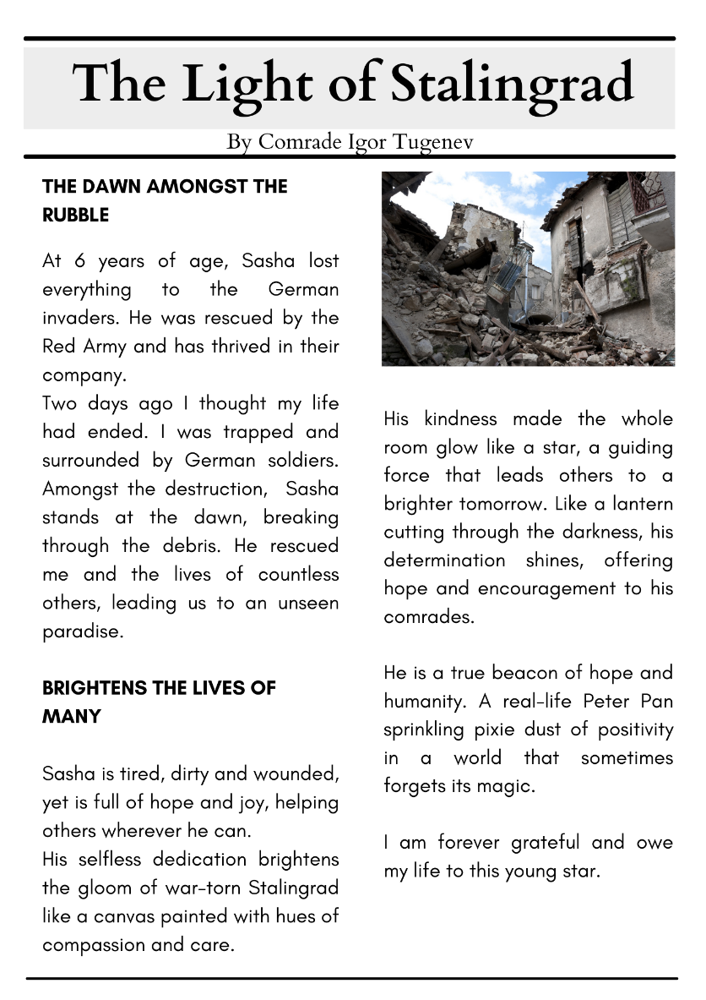 The Light of Stalingrad
By Comrade Igor Tugenev
THE DAWN AMONGST THE
RUBBLE
At 6 years of age, Sasha lost
everything to the German
invaders. He was rescued by the
Red Army and has thrived in their
company.
Two days ago I thought my life
had ended. I was trapped and
surrounded by German soldiers.
Amongst the destruction, Sasha
stands at the dawn, breaking
through the debris. He rescued
me and the lives of countless
others, leading us to an unseen
paradise.
BRIGHTENS THE LIVES OF
MANY
Sasha is tired, dirty and wounded,
yet is full of hope and joy, helping
others wherever he can.
His selfless dedication brightens
the gloom of war-torn Stalingrad
like a canvas painted with hues of
compassion and care.
His kindness made the whole
room glow like a star, a guiding
force that leads others to a
brighter tomorrow. Like a lantern
cutting through the darkness, his
determination shines, offering
hope and encouragement to his
comrades.
He is a true beacon of hope and
humanity. A real-life Peter Pan
sprinkling pixie dust of positivity
in a world that sometimes
forgets its magic.
I am forever grateful and owe
my life to this young star.